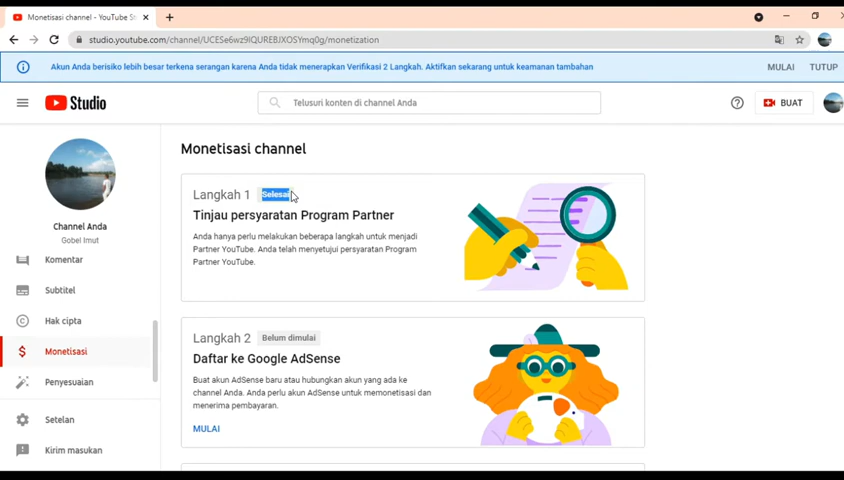 Monetisasi channel - YouTube St
studio.youtube.com/channel/UCESe6wz9IQUREBJXOSYmq0g/monetization
Akun Anda berisiko lebih besar terkena serangan karena Anda tidak menerapkan Verifikasi 2 Langkah. Aktifkan sekarang untuk keamanan tambahan
MULAI
TUTUP
Studio
Telusuri konten di channel Anda
BUAT
Channel Anda
Gobel Imut
Komentar
Subtitel
Hak cipta
Monetisasi
Penyesuaian
Setelan
Kirim masukan
Monetisasi channel
Langkah 1 Selesai
Tinjau persyaratan Program Partner
Anda hanya perlu melakukan beberapa langkah untuk menjadi
Partner YouTube. Anda telah menyetujui persyaratan Program
Partner YouTube.
Langkah 2 Belum dimulai
Daftar ke Google AdSense
Buat akun AdSense baru atau hubungkan akun yang ada ke
channel Anda. Anda perlu akun AdSense untuk memonetisasi dan
menerima pembayaran.
MULAI